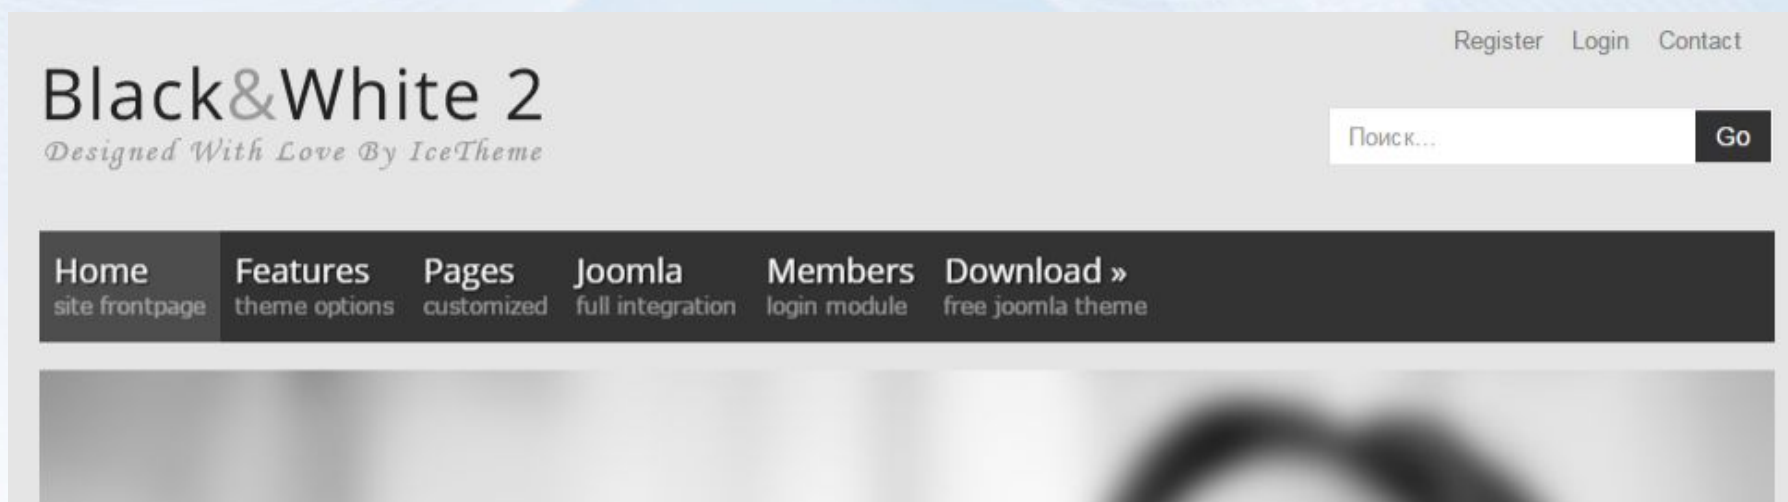 Register Login Contact
Black&White 2
Designed With Love By IceTheme
Поиск... Go
Home Features Pages Joomla Members Download »
site frontpage theme options customized full integration login module free joomla theme